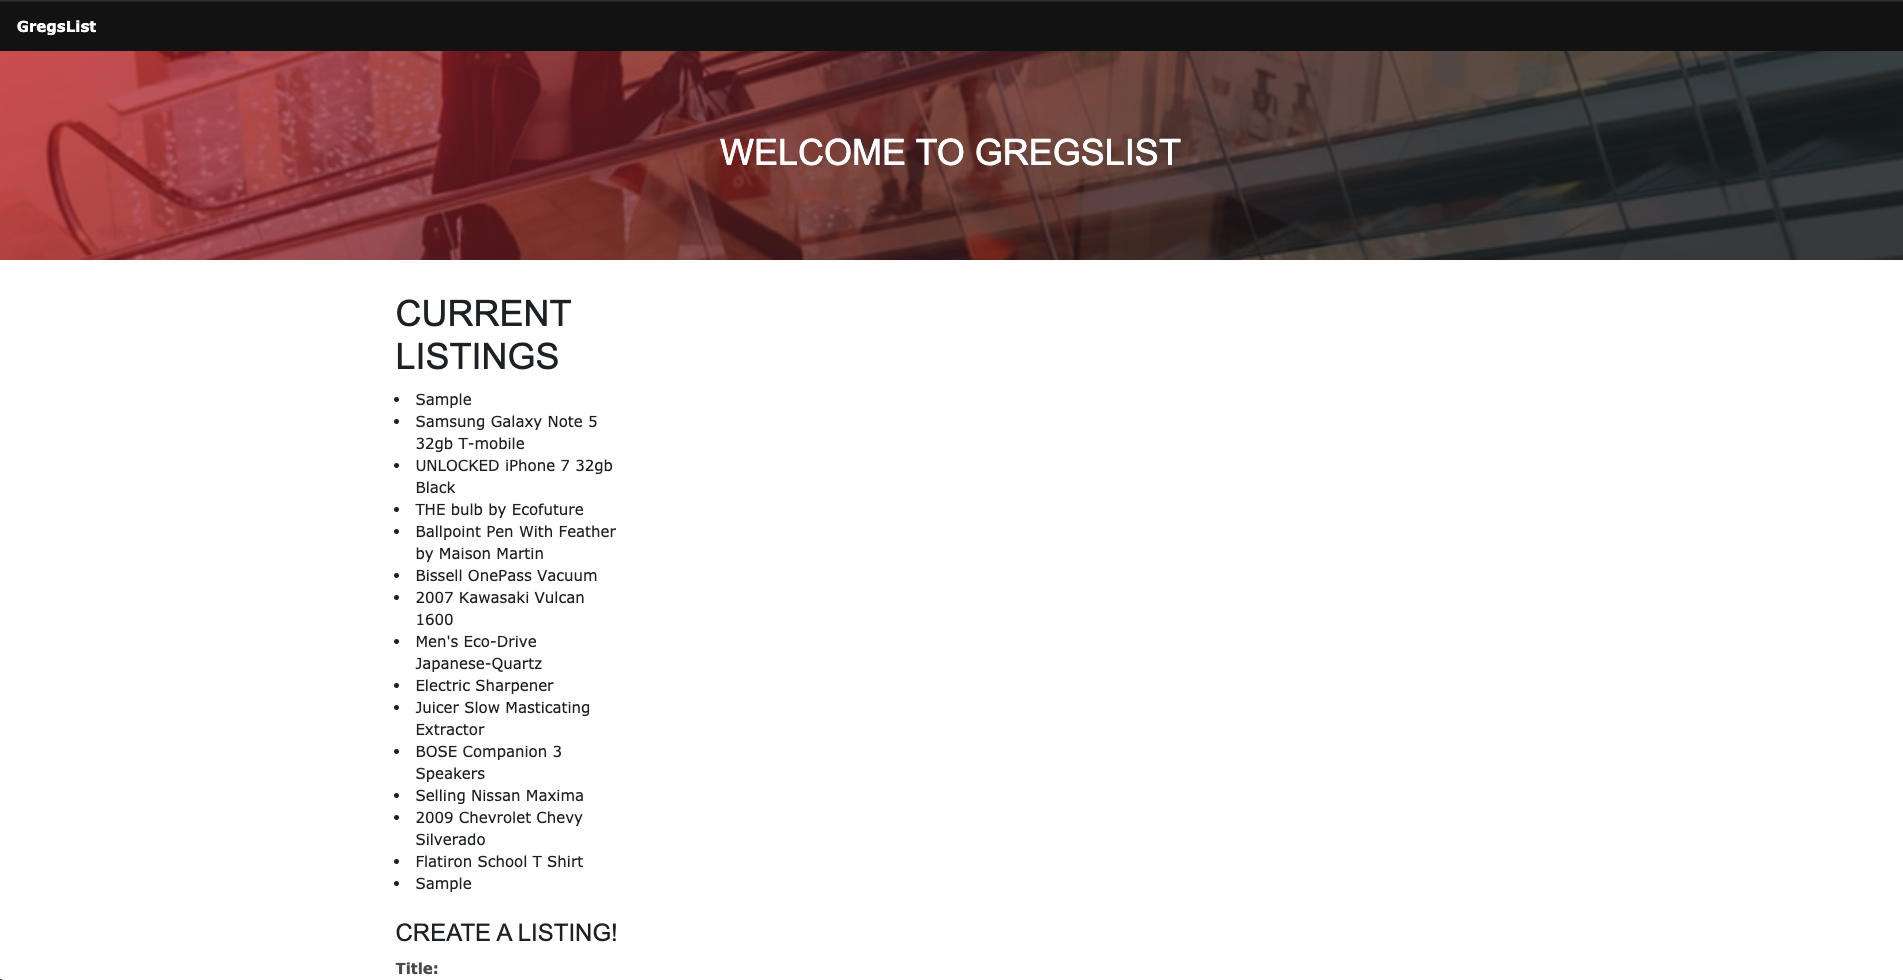 GregsList
WELCOME TO GREGSLIST
CURRENT
LISTINGS
• Sample
• Samsung Galaxy Note 5
32gb T-mobile
• UNLOCKED iPhone 7 32gb
Black
• THE bulb by Ecofuture
• Ballpoint Pen With Feather
by Maison Martin
• Bissell OnePass Vacuum
• 2007 Kawasaki Vulcan
1600
• Men's Eco-Drive
Japanese-Quartz
• Electric Sharpener
• Juicer Slow Masticating
Extractor
• BOSE Companion 3
Speakers
• Selling Nissan Maxima
• 2009 Chevrolet Chevy
Silverado
• Flatiron School T Shirt
• Sample
CREATE A LISTING!
Title: